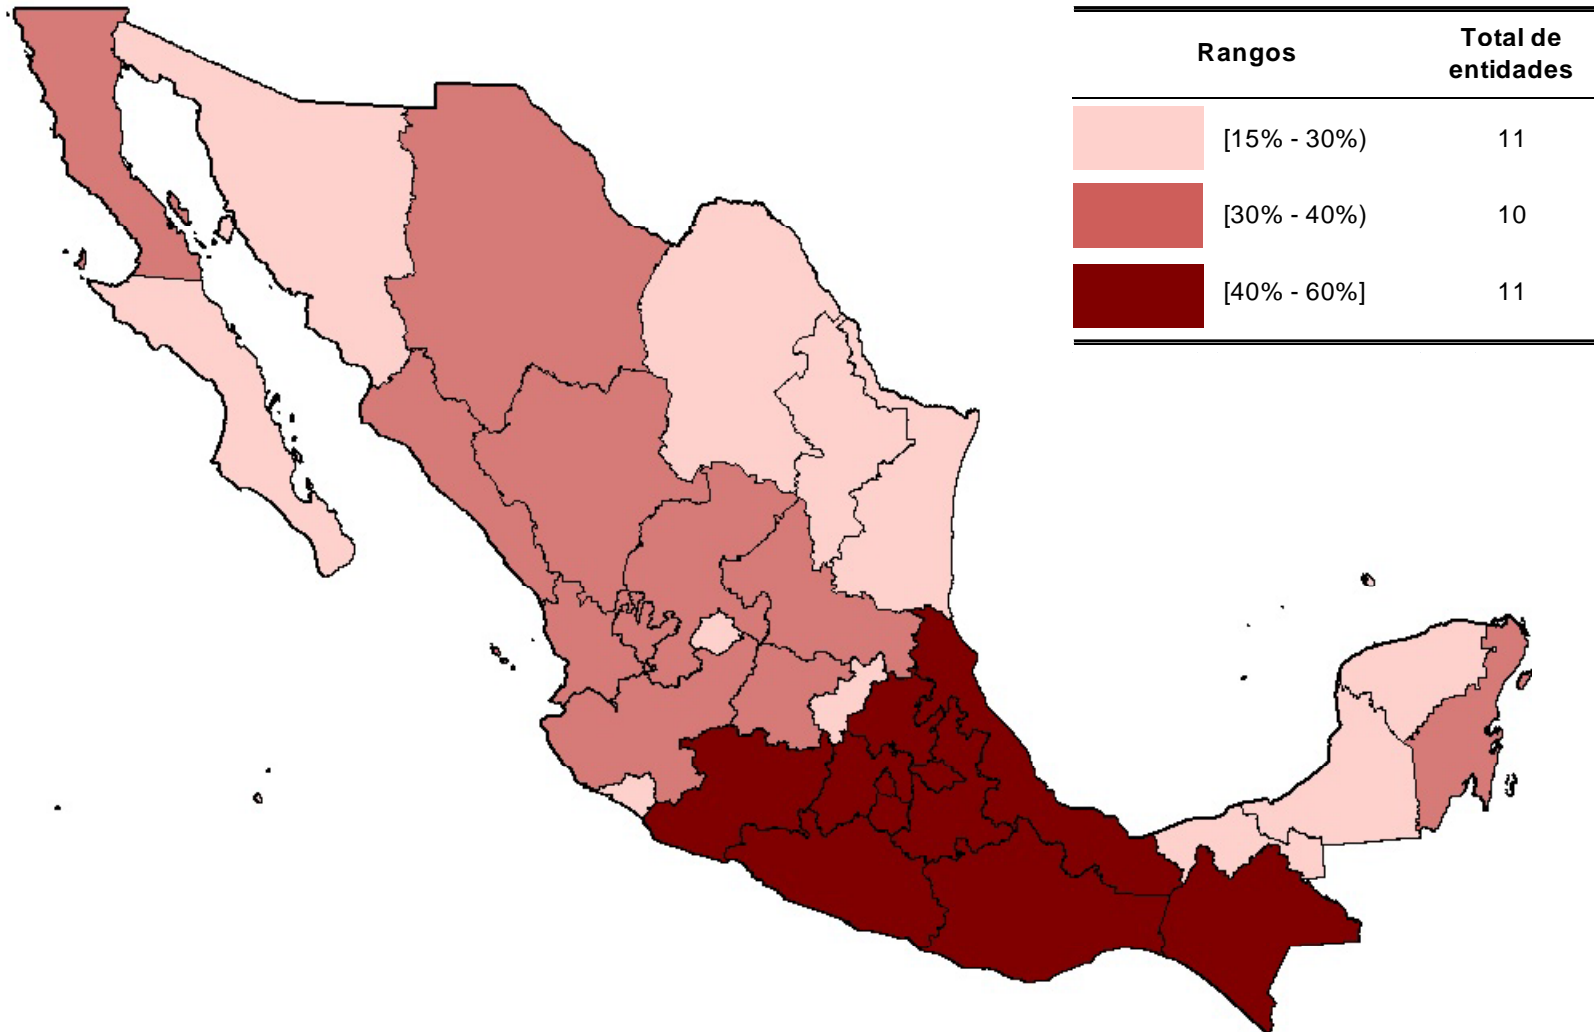 Rangos Total de entidades
[15% - 30%) 11
[30% - 40%) 10
[40% - 60%] 11